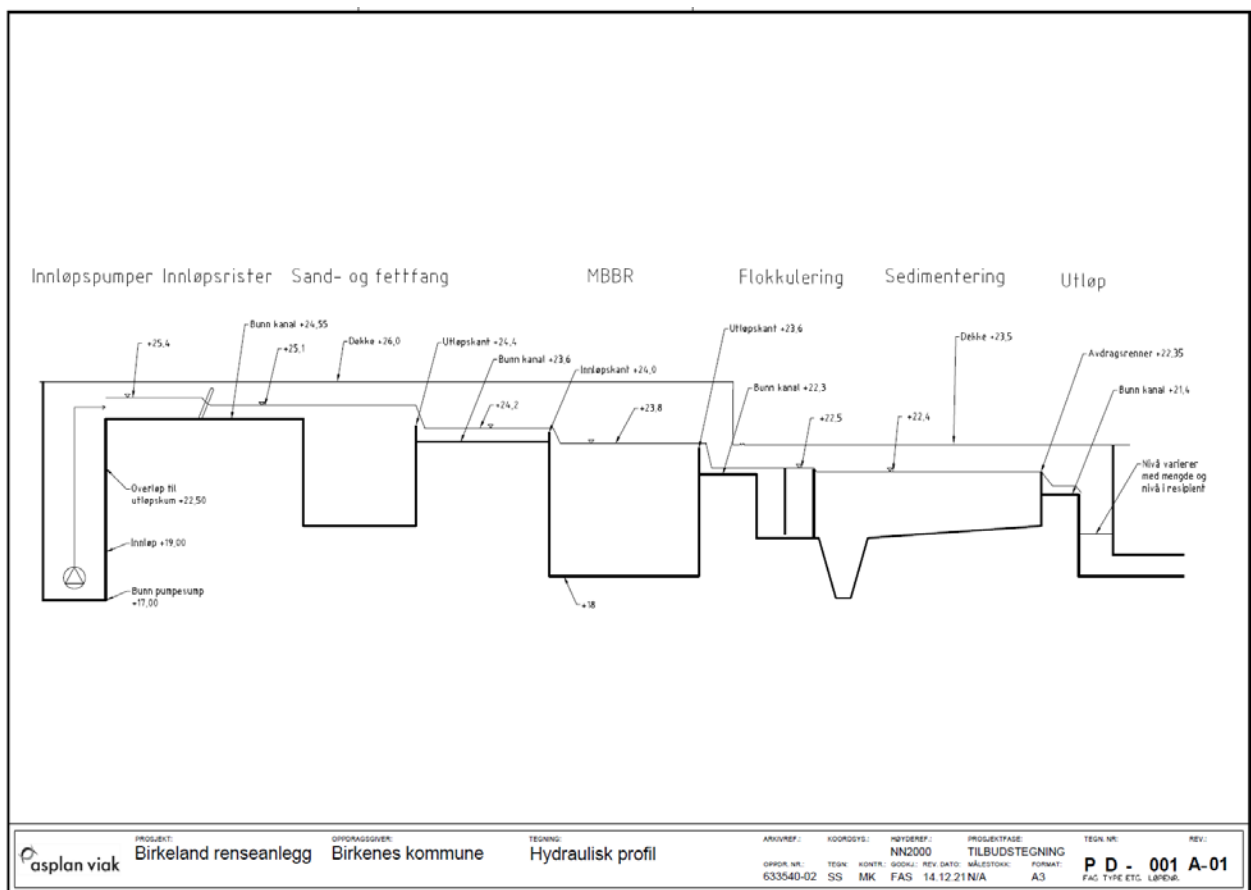 Innløpspumper Innløpsrister Sand- og fettfang MBBR Flokkulering Sedimentering Utløp
Bunn kanal +24,55
+25,4
+25,1
Dekke +26,0
Utløpskant +24,4
Bunn kanal +23,6
Innløpskant +24,0
+24,2
+23,8
Utløpskant +23,6
Bunn kanal +22,3
+22,5
+22,4
Dekke +23,5
Avdragsrenner +22,35
Bunn kanal +21,4
Nivå varierer
med mengde og
nivå i resipient
Overløp til
utløpskum +22,50
Innløp +19,00
Bunn pumpesump
+17,00
+18
asplan viak
PROSJEKT:
Birkeland renseanlegg
OPPDRAGSGIVER:
Birkenes kommune
TEGNING:
Hydraulisk profil
ARKIVREF.: KOORDSYS.: HØYDEREF.: PROSJEKTFASE: TEGN. NR: REV.:
NN2000 TILBUDSTEGNING
OPPDR. NR.: TEGN: KONTR.: GODKJ.: REV. DATO: MÅLESTOKK: FORMAT:
633540-02 SS MK FAS 14.12.21 N/A A3
P D - 001 A-01
FAG TYPE ETG. LØPENR.